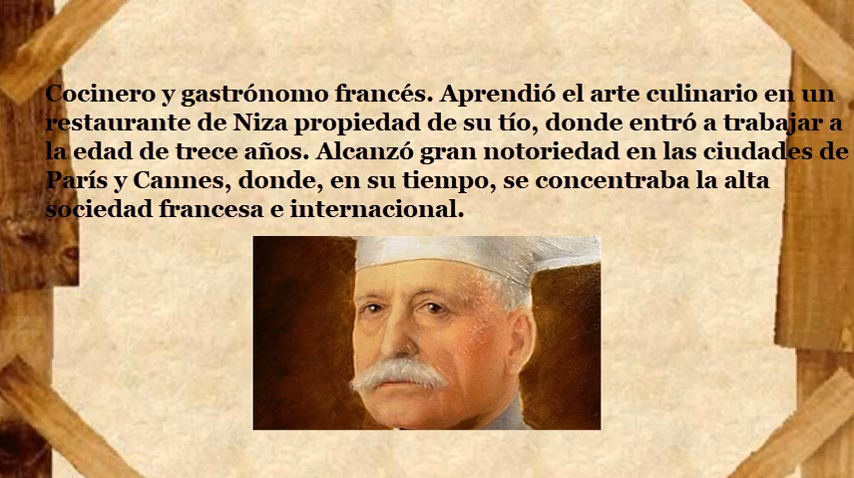 Cocinero y gastrónomo francés. Aprendió el arte culinario en un
restaurante de Niza propiedad de su tío, donde entró a trabajar a
la edad de trece años. Alcanzó gran notoriedad en las ciudades de
París y Cannes, donde, en su tiempo, se concentraba la alta
sociedad francesa e internacional.